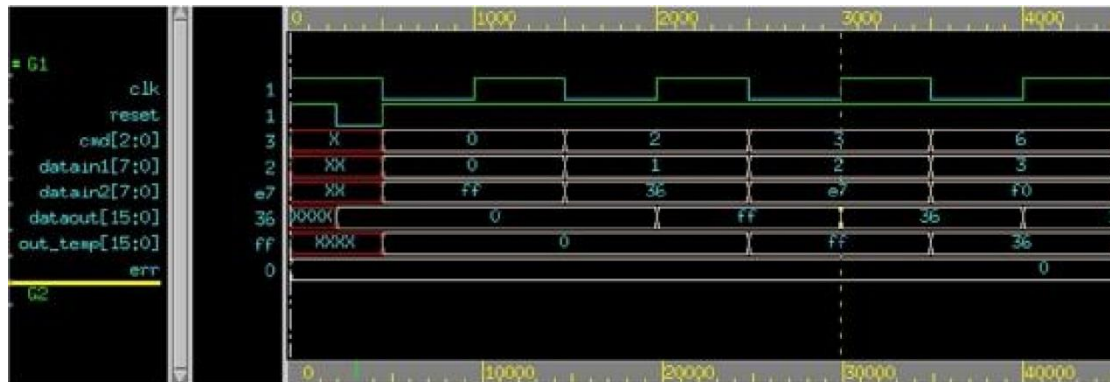 0 1000 2000 3000 4000
G1
clk 1
reset 1
cmd[2:0] 3 X 0 2 3 6
datain1[7:0] 2 XX 0 1 2 3
datain2[7:0] e7 XX ff 36 e7 f0
dataout[15:0] 36 XXXX 0 ff 36
out_temp[15:0] ff XXXX 0 ff 36
err 0 0
G2
0 10000 20000 30000 40000